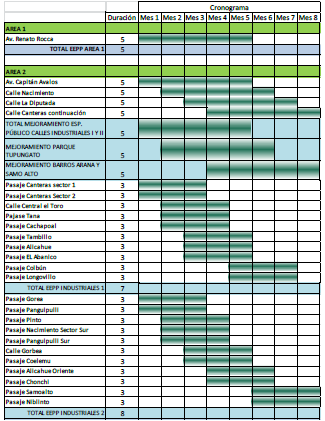 Cronograma
Duración Mes 1 Mes 2 Mes 3 Mes 4 Mes 5 Mes 6 Mes 7 Mes 8
AREA 1
Av. Renato Rocca 5
TOTAL EEPP AREA 1 5
AREA 2
Av. Capitán Avalos 5
Calle Nacimiento 5
Calle La Diputada 5
Calle Canteras continuación 5
TOTAL MEJORAMIENTO ESP.
PÚBLICO CALLES INDUSTRIALES I Y II 5
MEJORAMIENTO PARQUE
TUPUNGATO 5
MEJORAMIENTO BARROS ARANA Y
SAMO ALTO 5
Pasaje Canteras sector 1 3
Pasaje Canteras Sector 2 3
Calle Central el Toro 3
Pajase Tana 3
Pasaje Cachapoal 3
Pasaje Tambillo 3
Pasaje Alicahue 3
Pasaje EL Abanico 3
Pasaje Colbún 3
Pasaje Longovillo 3
TOTAL EEPP INDUSTRIALES 1 7
Pasaje Gorea 3
Pasaje Panguipulli 3
Pasaje Pinto 3
Pasaje Nacimiento Sector Sur 3
Pasaje Panguipulli Sur 3
Calle Gorbea 3
Pasaje Coelemu 3
Pasaje Alicahue Oriente 3
Pasaje Chonchi 3
Pasaje Samoalto 3
Pasaje Niblinto 3
TOTAL EEPP INDUSTRIALES 2 8